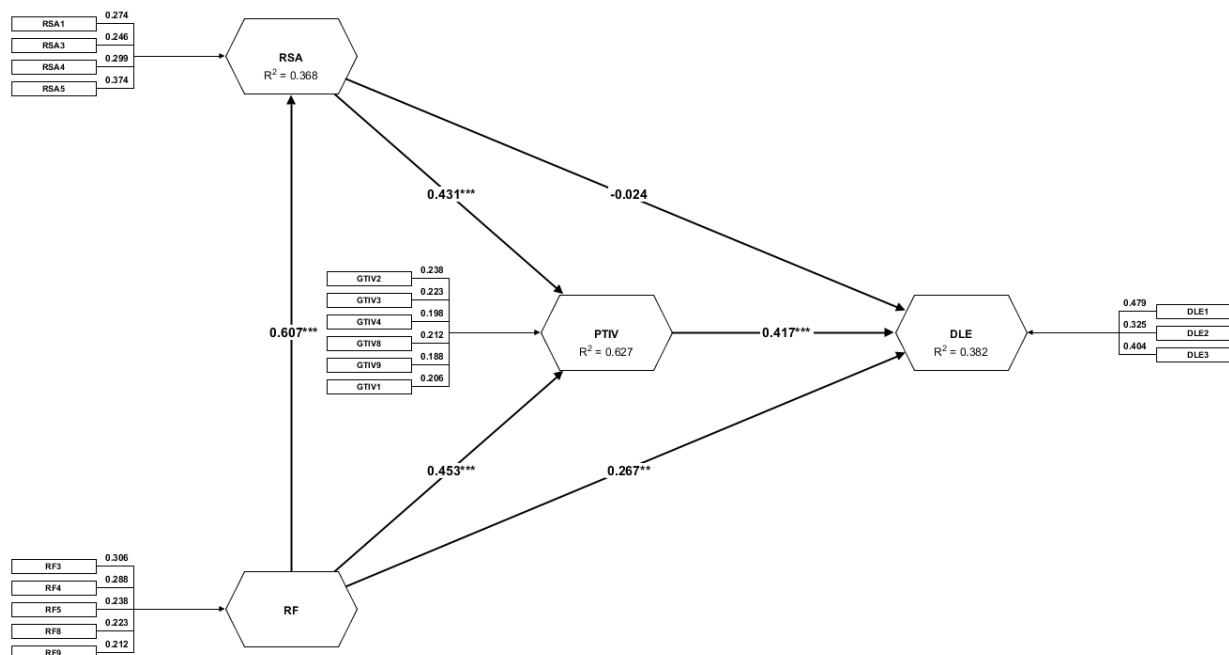 0.274
RSA1
0.246
RSA3
0.299
RSA4
0.374
RSA5
RSA
R² = 0.368
0.431***
-0.024
0.607***
0.238
GTIV2
0.223
GTIV3
0.198
GTIV4
0.212
GTIV8
0.188
GTIV9
0.206
GTIV1
PTIV
R² = 0.627
0.417***
DLE
R² = 0.382
0.479
DLE1
0.325
DLE2
0.404
DLE3
0.453***
0.267**
0.306
RF3
0.288
RF4
0.238
RF5
0.223
RF8
0.212
RF9
RF